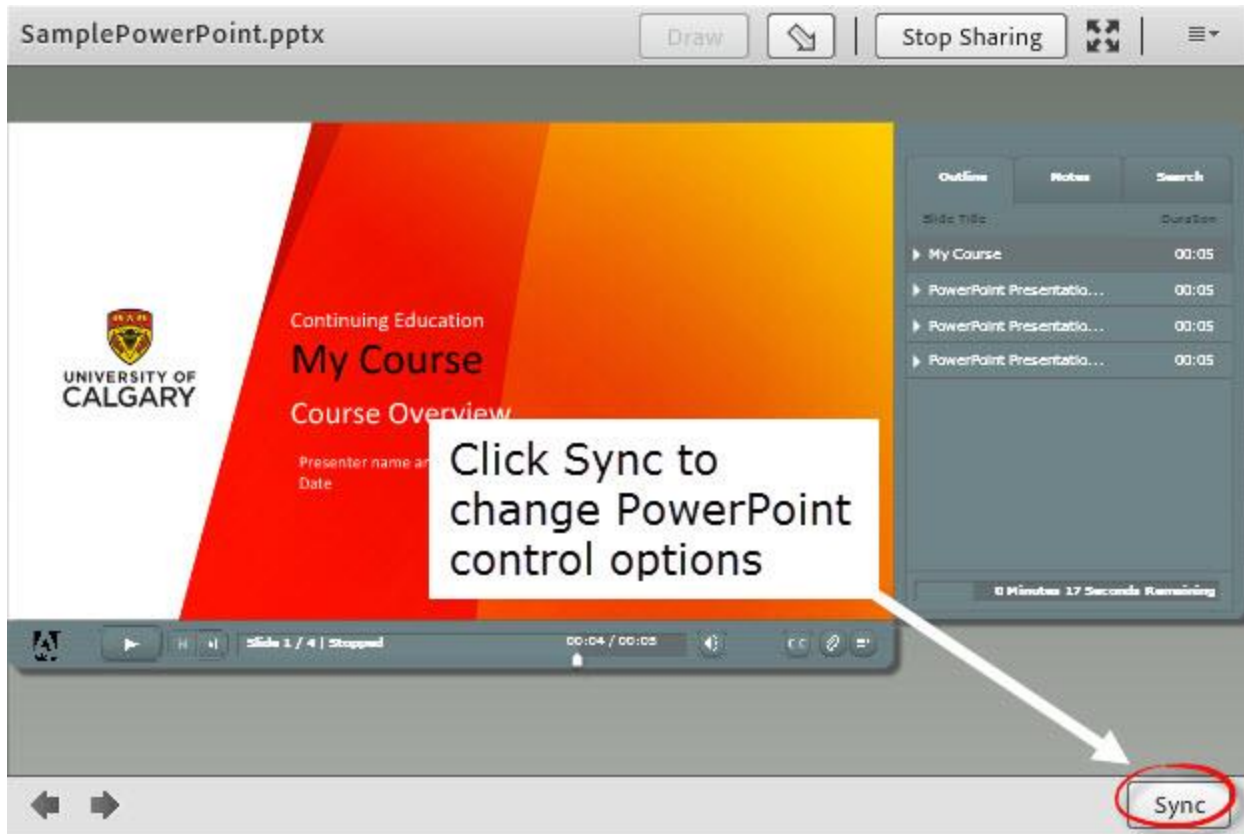 SamplePowerPoint.pptx
Draw
Stop Sharing
Outline Notes Search
Slide Title Duration
My Course 00:05
PowerPoint Presentatio... 00:05
PowerPoint Presentatio... 00:05
PowerPoint Presentatio... 00:05
UNIVERSITY OF
CALGARY
Continuing Education
My Course
Course Overview
Presenter name
Date
Click Sync to
change PowerPoint
control options
0 Minutes 17 Seconds Remaining
Slide 1 / 4 | Stopped 00:04 / 00:05
CC
Sync